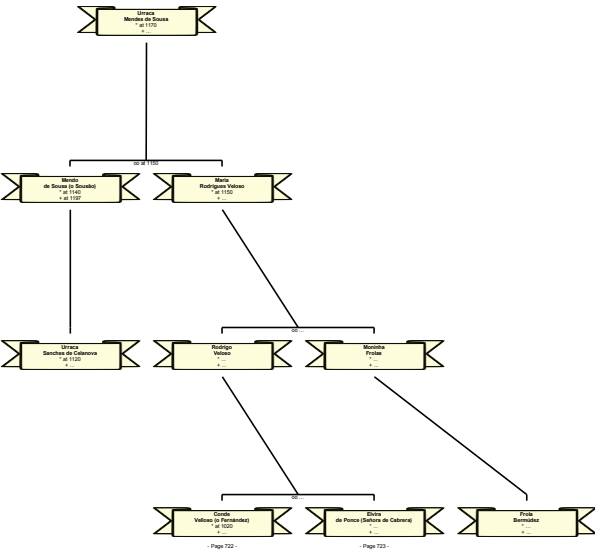 Urraca
Mendes de Sousa
* at 1170
+ ...
oo at 1150
Mendo
de Sousa (o Sousão)
* at 1140
+ at 1197
Maria
Rodrigues Veloso
* at 1150
+ ...
oo ...
Urraca
Sanches de Celanova
* at 1120
+ ...
Rodrigo
Veloso
* ...
+ ...
Moninha
Froias
* ...
+ ...
oo ...
Conde
Velloso (o Fernández)
* at 1020
+ ...
Elvira
de Ponce (Señora de Cabrera)
* ...
+ ...
Froia
Bermúdez
* ...
+ ...
- Page 722 -
- Page 723 -